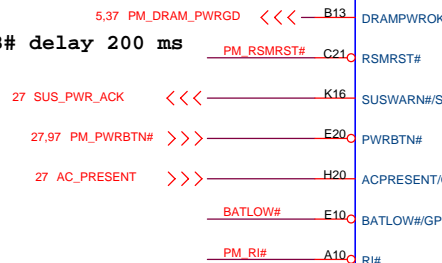 5,37 PM_DRAM_PWRGD B13 DRAMPWROK
# delay 200 ms
PM_RSMRST# C21 RSMRST#
27 SUS_PWR_ACK K16 SUSWARN#/S
27,97 PM_PWRBTN# E20 PWRBTN#
27 AC_PRESENT H20 ACPRESENT/
BATLOW# E10 BATLOW#/GP
PM_RI# A10 RI#